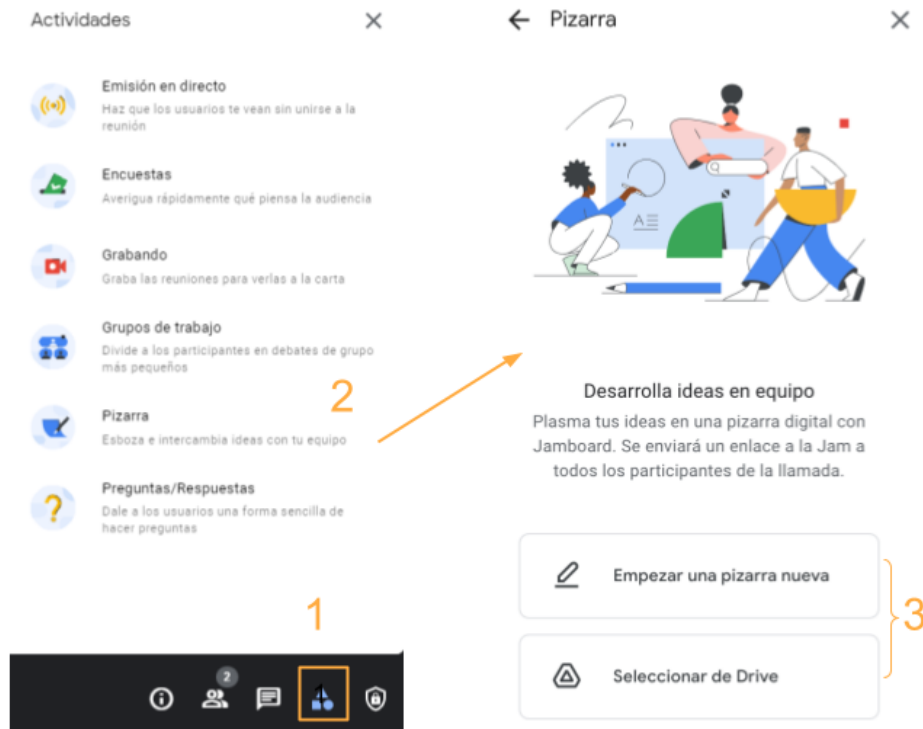 Actividades
Emisión en directo
Haz que los usuarios te vean sin unirse a la
reunión
Encuestas
Averigua rápidamente qué piensa la audiencia
Grabando
Graba las reuniones para verlas a la carta
Grupos de trabajo
Divide a los participantes en debates de grupo
más pequeños
2
Pizarra
Esboza e intercambia ideas con tu equipo
Preguntas/Respuestas
Dale a los usuarios una forma sencilla de
hacer preguntas
1
2
Pizarra
A
Desarrolla ideas en equipo
Plasma tus ideas en una pizarra digital con
Jamboard. Se enviará un enlace a la Jam a
todos los participantes de la llamada.
Empezar una pizarra nueva
3
Seleccionar de Drive